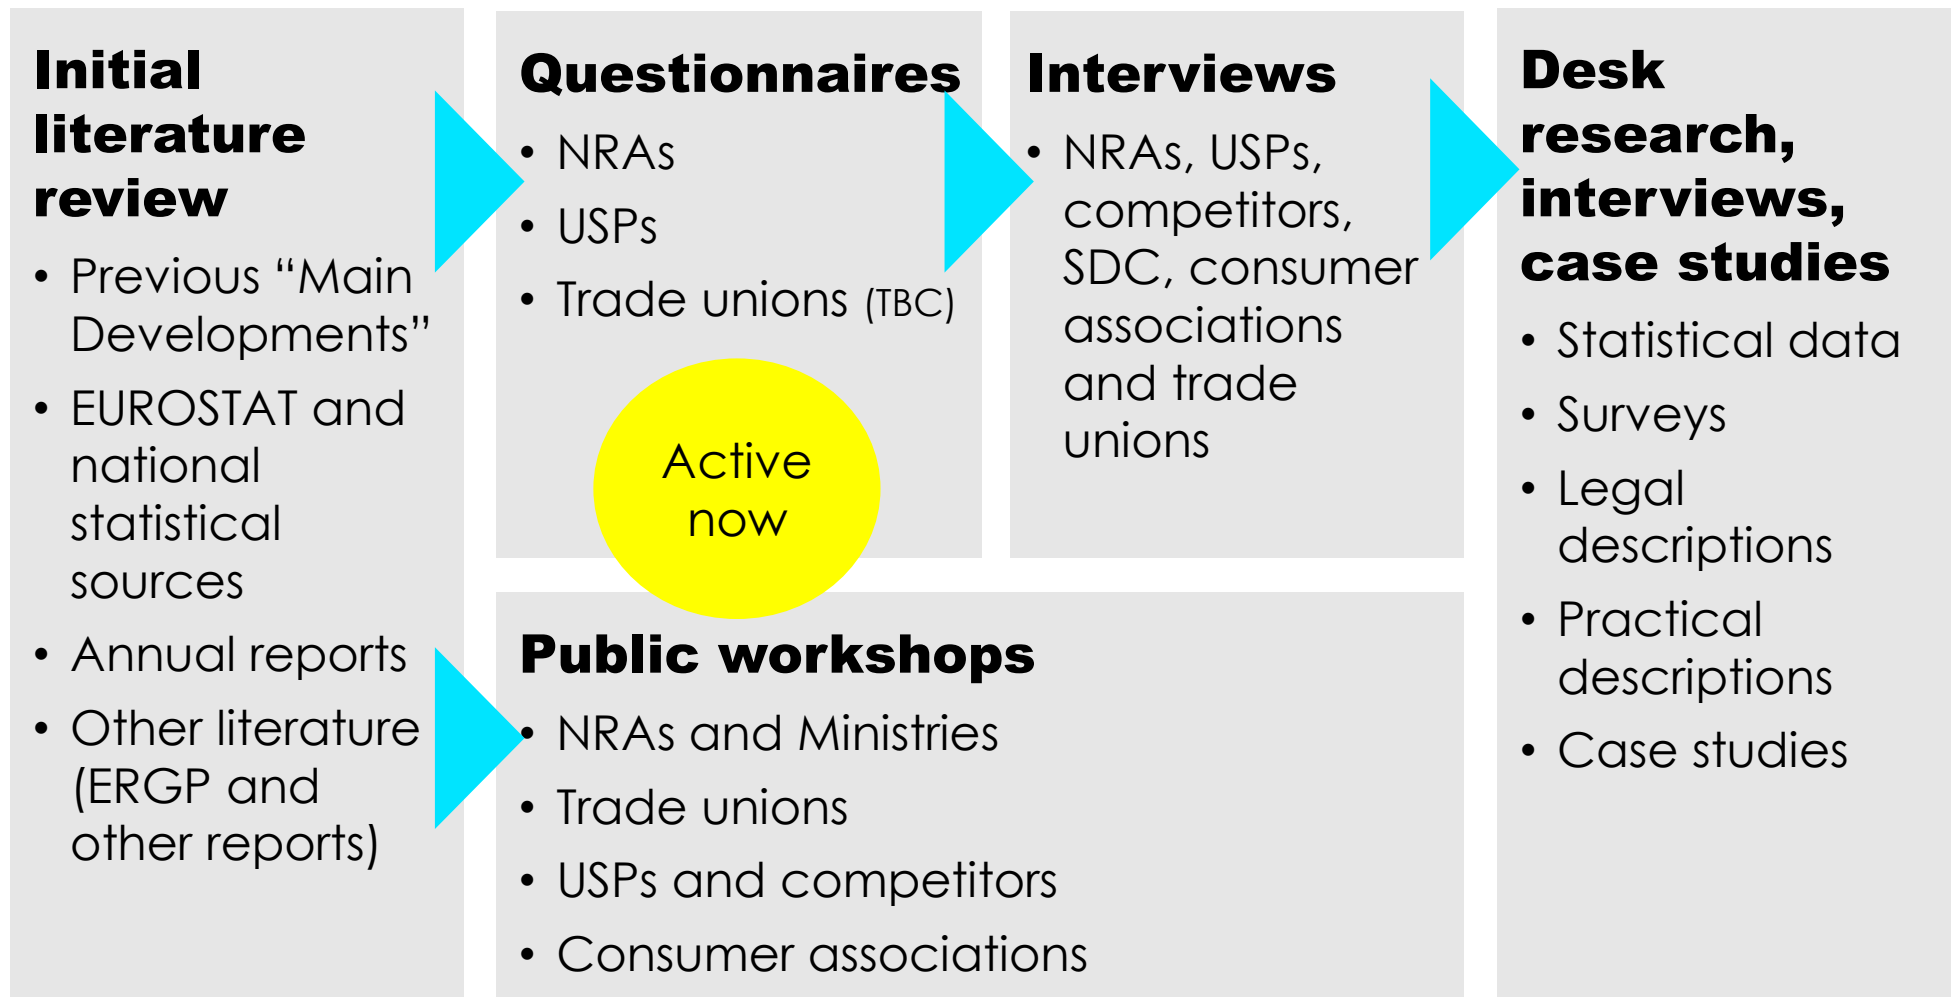 Initial
literature
review
• Previous “Main
Developments”
• EUROSTAT and
national
statistical
sources
• Annual reports
• Other literature
(ERGP and
other reports)
Questionnaires
• NRAs
• USPs
• Trade unions (TBC)
Active
now
Interviews
• NRAs, USPs,
competitors,
SDC, consumer
associations
and trade
unions
Public workshops
• NRAs and Ministries
• Trade unions
• USPs and competitors
• Consumer associations
Desk
research,
interviews,
case studies
• Statistical data
• Surveys
• Legal
descriptions
• Practical
descriptions
• Case studies